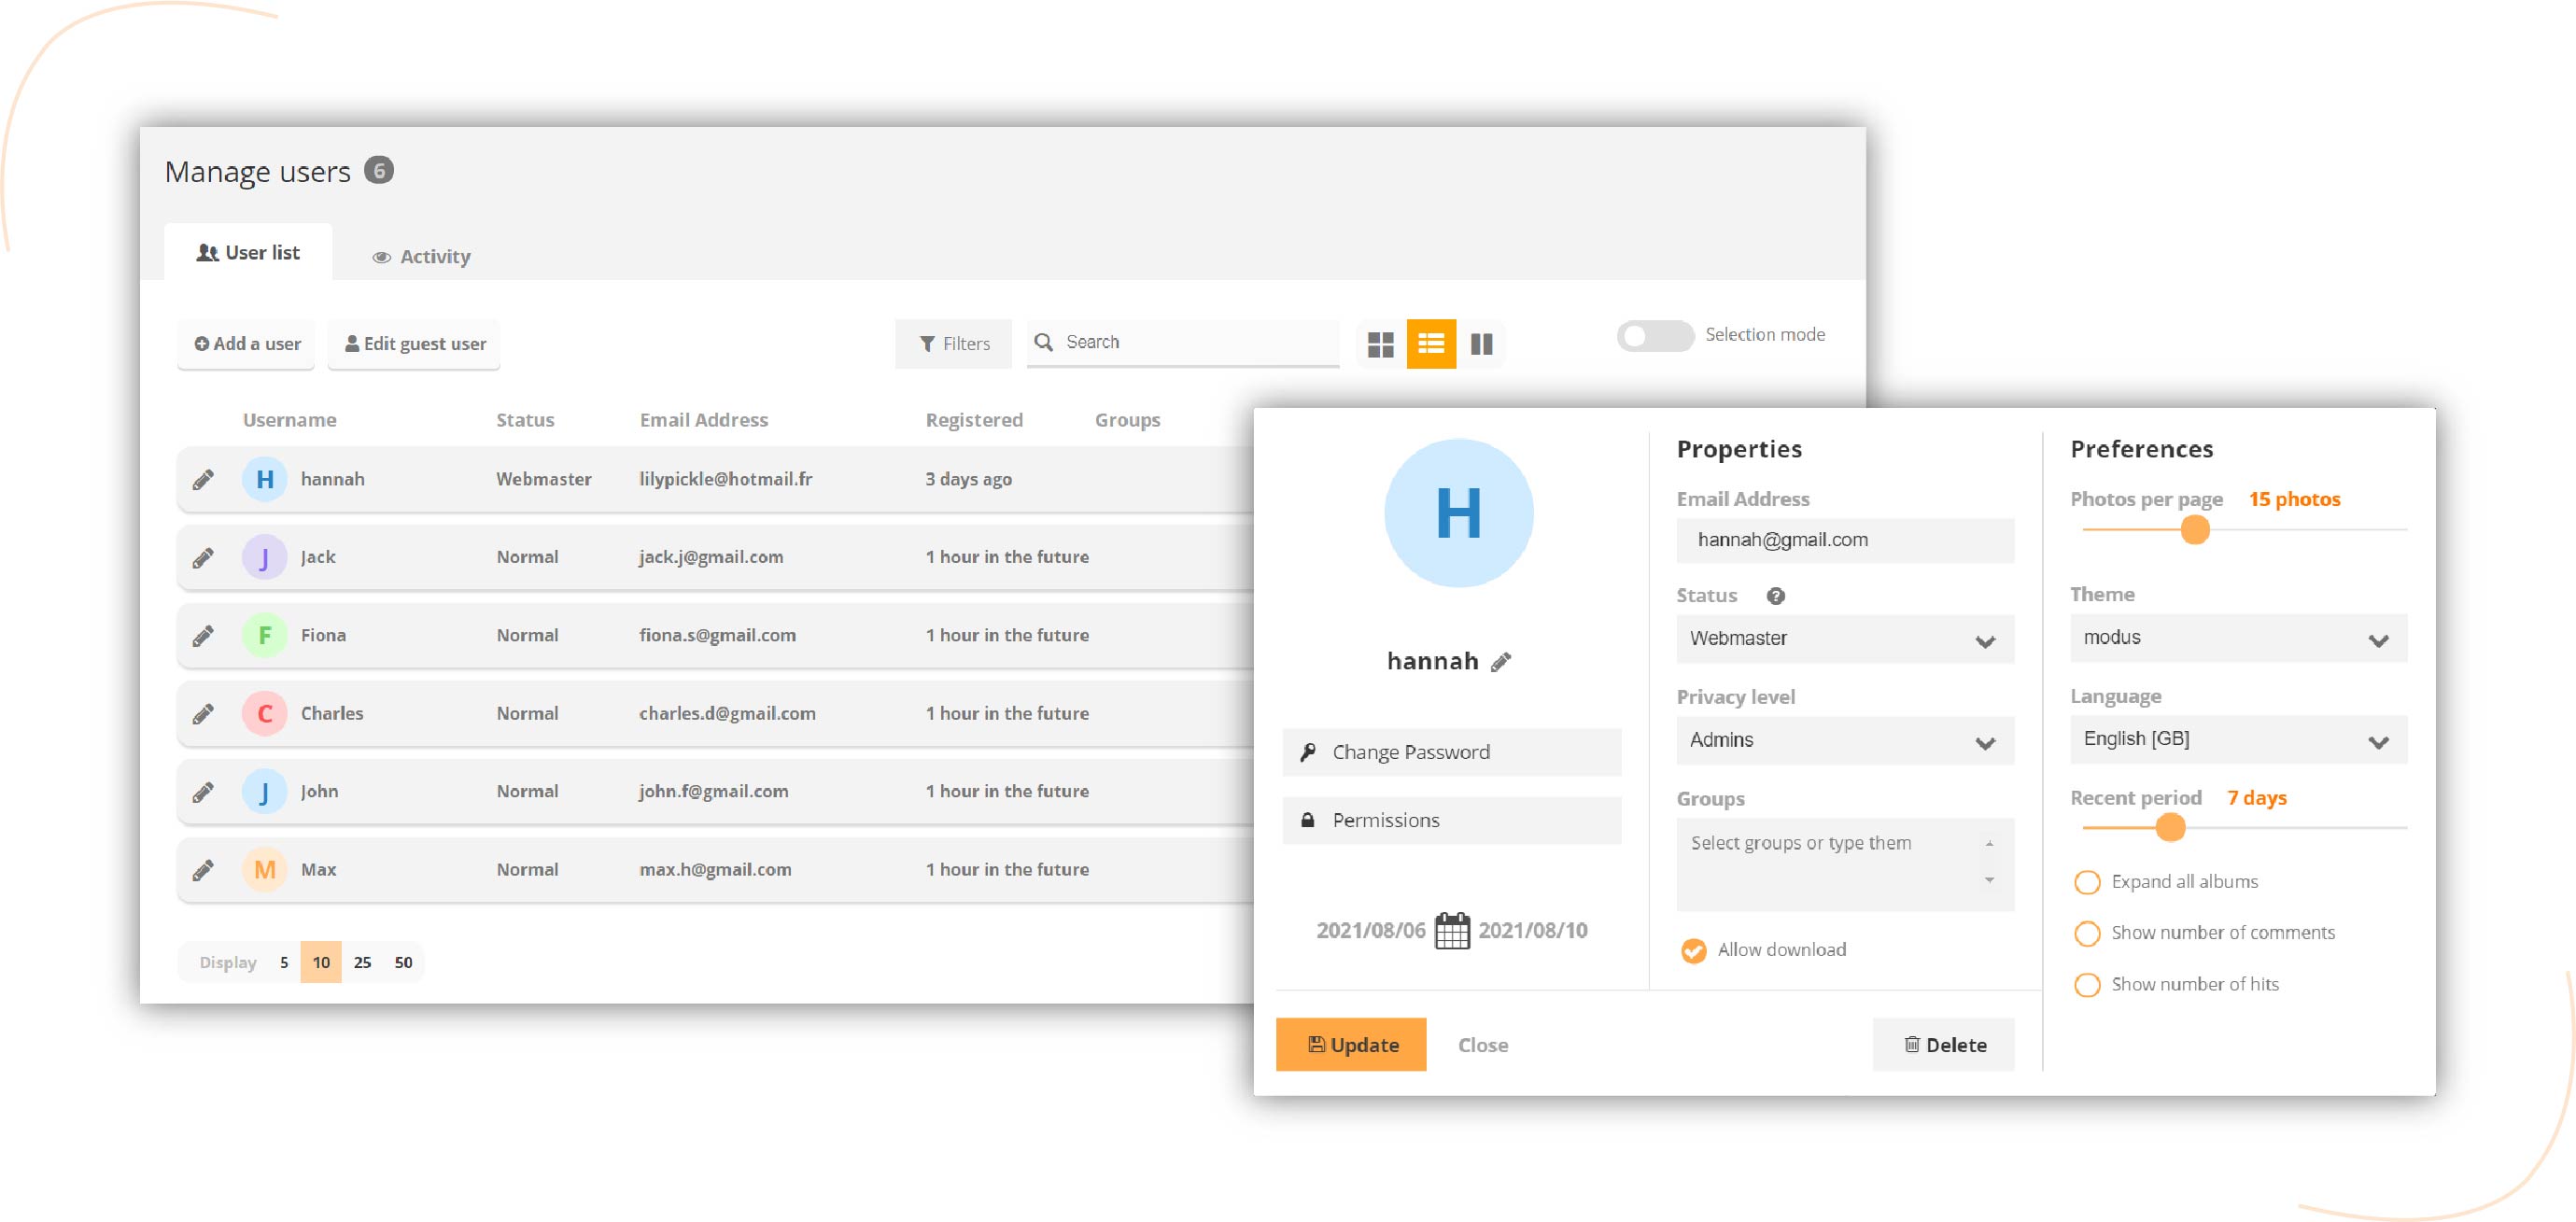 Manage users 6
User list
Activity
Add a user
Edit guest user
Filters
Search
Selection mode
Username Status Email Address Registered Groups
H hannah Webmaster lilypickle@hotmail.fr 3 days ago
J Jack Normal jack.j@gmail.com 1 hour in the future
F Fiona Normal fiona.s@gmail.com 1 hour in the future
C Charles Normal charles.d@gmail.com 1 hour in the future
J John Normal john.f@gmail.com 1 hour in the future
M Max Normal max.h@gmail.com 1 hour in the future
Display 5 10 25 50
H
hannah
Change Password
Permissions
2021/08/06 2021/08/10
Properties
Email Address
hannah@gmail.com
Status ?
Webmaster
Privacy level
Admins
Groups
Select groups or type them
Allow download
Update
Close
Delete
Preferences
Photos per page 15 photos
Theme
modus
Language
English [GB]
Recent period 7 days
Expand all albums
Show number of comments
Show number of hits